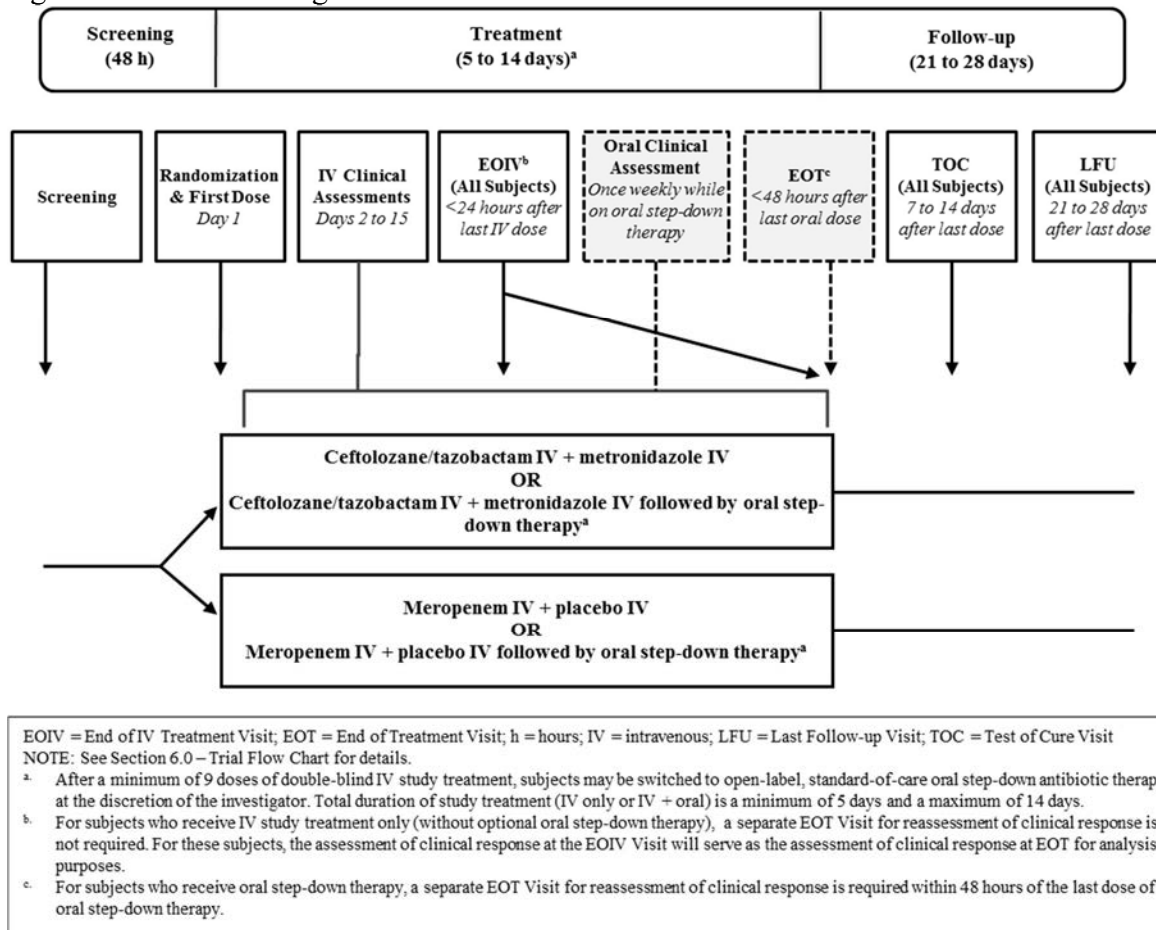 Screening
(48 h)
Treatment
(5 to 14 days)ᵃ
Follow-up
(21 to 28 days)
Screening
Randomization
& First Dose
Day 1
IV Clinical
Assessments
Days 2 to 15
EOIVᵇ
(All Subjects)
<24 hours after
last IV dose
Oral Clinical
Assessment
Once weekly while
on oral step-down
therapy
EOTᶜ
<48 hours after
last oral dose
TOC
(All Subjects)
7 to 14 days
after last dose
LFU
(All Subjects)
21 to 28 days
after last dose
Ceftolozane/tazobactam IV + metronidazole IV
OR
Ceftolozane/tazobactam IV + metronidazole IV followed by oral step-
down therapyᵃ
Meropenem IV + placebo IV
OR
Meropenem IV + placebo IV followed by oral step-down therapyᵃ
EOIV = End of IV Treatment Visit; EOT = End of Treatment Visit; h = hours; IV = intravenous; LFU = Last Follow-up Visit; TOC = Test of Cure Visit
NOTE: See Section 6.0 – Trial Flow Chart for details.
a. After a minimum of 9 doses of double-blind IV study treatment, subjects may be switched to open-label, standard-of-care oral step-down antibiotic therap
at the discretion of the investigator. Total duration of study treatment (IV only or IV + oral) is a minimum of 5 days and a maximum of 14 days.
b. For subjects who receive IV study treatment only (without optional oral step-down therapy), a separate EOT Visit for reassessment of clinical response is
not required. For these subjects, the assessment of clinical response at the EOIV Visit will serve as the assessment of clinical response at EOT for analysis
purposes.
c. For subjects who receive oral step-down therapy, a separate EOT Visit for reassessment of clinical response is required within 48 hours of the last dose of
oral step-down therapy.